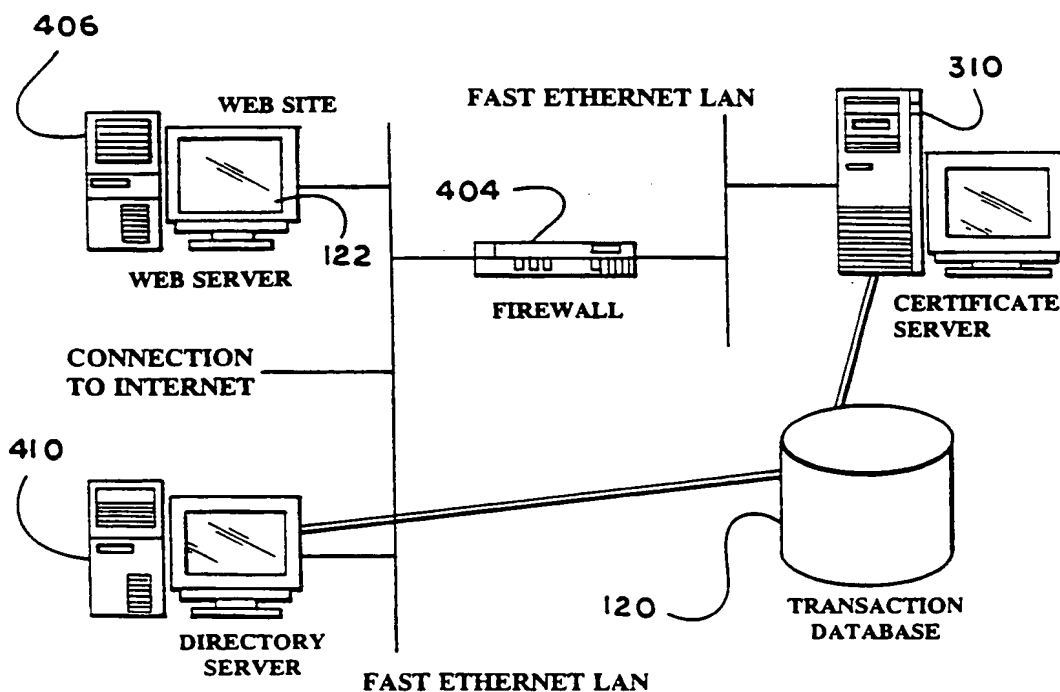 406
WEB SITE
FAST ETHERNET LAN
310
404
122
WEB SERVER
FIREWALL
CERTIFICATE
SERVER
CONNECTION
TO INTERNET
410
120
TRANSACTION
DATABASE
DIRECTORY
SERVER
FAST ETHERNET LAN